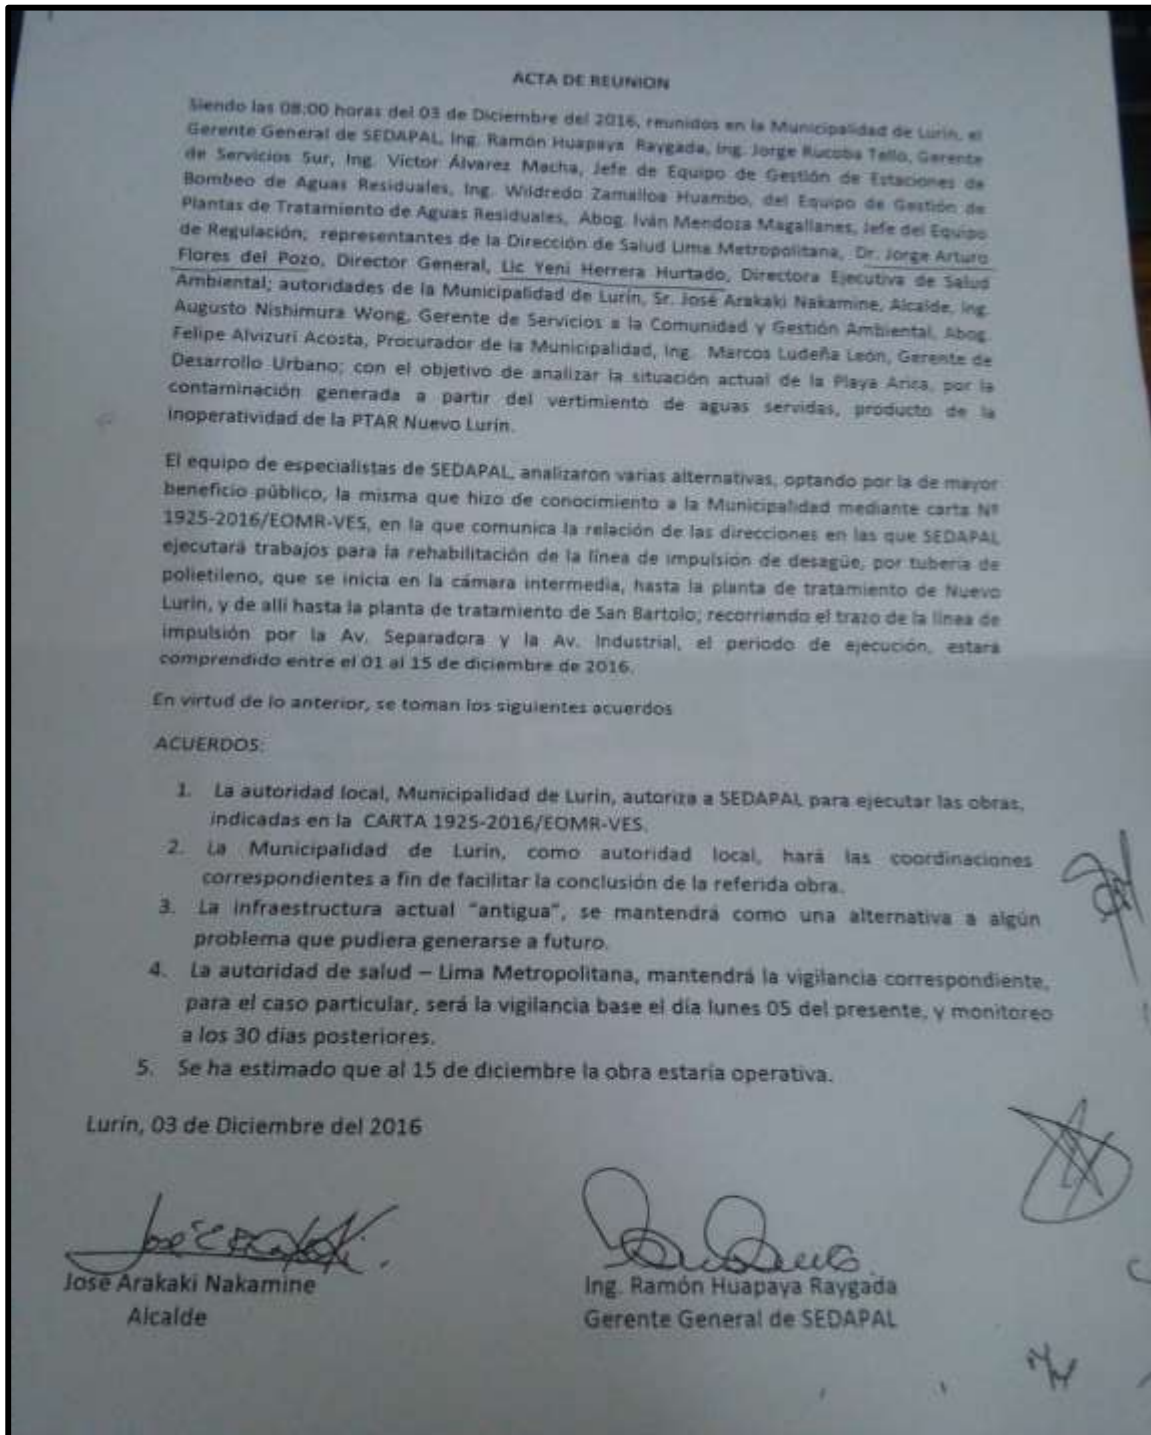 ACTA DE REUNION
Siendo las 08:00 horas del 03 de Diciembre del 2016, reunidos en la Municipalidad de Lurín, el
Gerente General de SEDAPAL, Ing. Ramón Huapaya Raygada, Ing. Jorge Rucoba Tello, Gerente
de Servicios Sur, Ing. Víctor Álvarez Macha, Jefe de Equipo de Gestión de Estaciones de
Bombeo de Aguas Residuales, Ing. Wildredo Zamalloa Huambo, del Equipo de Gestión de
Plantas de Tratamiento de Aguas Residuales, Abog. Iván Mendoza Magallanes, Jefe del Equipo
de Regulación; representantes de la Dirección de Salud Lima Metropolitana, Dr. Jorge Arturo
Flores del Pozo, Director General, Lic Yeni Herrera Hurtado, Directora Ejecutiva de Salud
Ambiental; autoridades de la Municipalidad de Lurín, Sr. José Arakaki Nakamine, Alcalde, Ing.
Augusto Nishimura Wong, Gerente de Servicios a la Comunidad y Gestión Ambiental, Abog.
Felipe Alvizuri Acosta, Procurador de la Municipalidad, Ing. Marcos Ludeña León, Gerente de
Desarrollo Urbano; con el objetivo de analizar la situación actual de la Playa Arica, por la
contaminación generada a partir del vertimiento de aguas servidas, producto de la
inoperatividad de la PTAR Nuevo Lurín.
El equipo de especialistas de SEDAPAL, analizaron varias alternativas, optando por la de mayor
beneficio público, la misma que hizo de conocimiento a la Municipalidad mediante carta Nº
1925-2016/EOMR-VES, en la que comunica la relación de las direcciones en las que SEDAPAL
ejecutará trabajos para la rehabilitación de la línea de impulsión de desagüe, por tubería de
polietileno, que se inicia en la cámara intermedia, hasta la planta de tratamiento de Nuevo
Lurín, y de allí hasta la planta de tratamiento de San Bartolo; recorriendo el trazo de la línea de
impulsión por la Av. Separadora y la Av. Industrial, el periodo de ejecución, estará
comprendido entre el 01 al 15 de diciembre de 2016.
En virtud de lo anterior, se toman los siguientes acuerdos
ACUERDOS:
1. La autoridad local, Municipalidad de Lurín, autoriza a SEDAPAL para ejecutar las obras,
indicadas en la CARTA 1925-2016/EOMR-VES.
2. La Municipalidad de Lurín, como autoridad local, hará las coordinaciones
correspondientes a fin de facilitar la conclusión de la referida obra.
3. La infraestructura actual "antigua", se mantendrá como una alternativa a algún
problema que pudiera generarse a futuro.
4. La autoridad de salud – Lima Metropolitana, mantendrá la vigilancia correspondiente,
para el caso particular, será la vigilancia base el día lunes 05 del presente, y monitoreo
a los 30 días posteriores.
5. Se ha estimado que al 15 de diciembre la obra estaría operativa.
Lurín, 03 de Diciembre del 2016
José Arakaki Nakamine
Alcalde
Ing. Ramón Huapaya Raygada
Gerente General de SEDAPAL